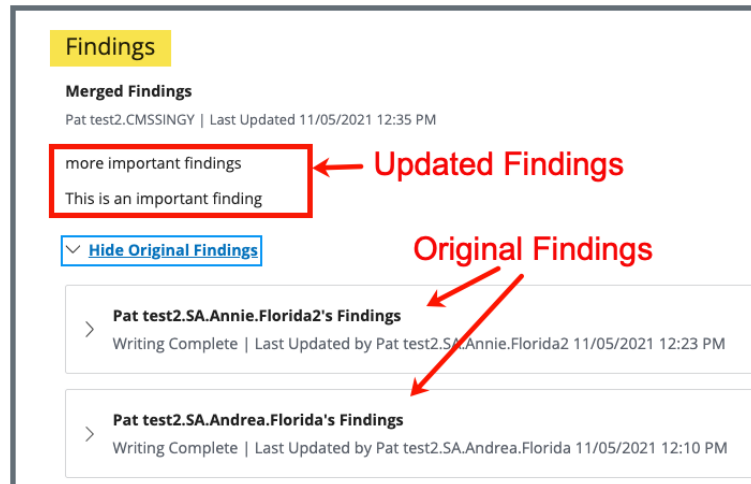 Findings
Merged Findings
Pat test2.CMSSINGY | Last Updated 11/05/2021 12:35 PM
more important findings
Updated Findings
This is an important finding
Hide Original Findings
Original Findings
Pat test2.SA.Annie.Florida2's Findings
Writing Complete | Last Updated by Pat test2.SA.Annie.Florida2 11/05/2021 12:23 PM
Pat test2.SA.Andrea.Florida's Findings
Writing Complete | Last Updated by Pat test2.SA.Andrea.Florida 11/05/2021 12:10 PM